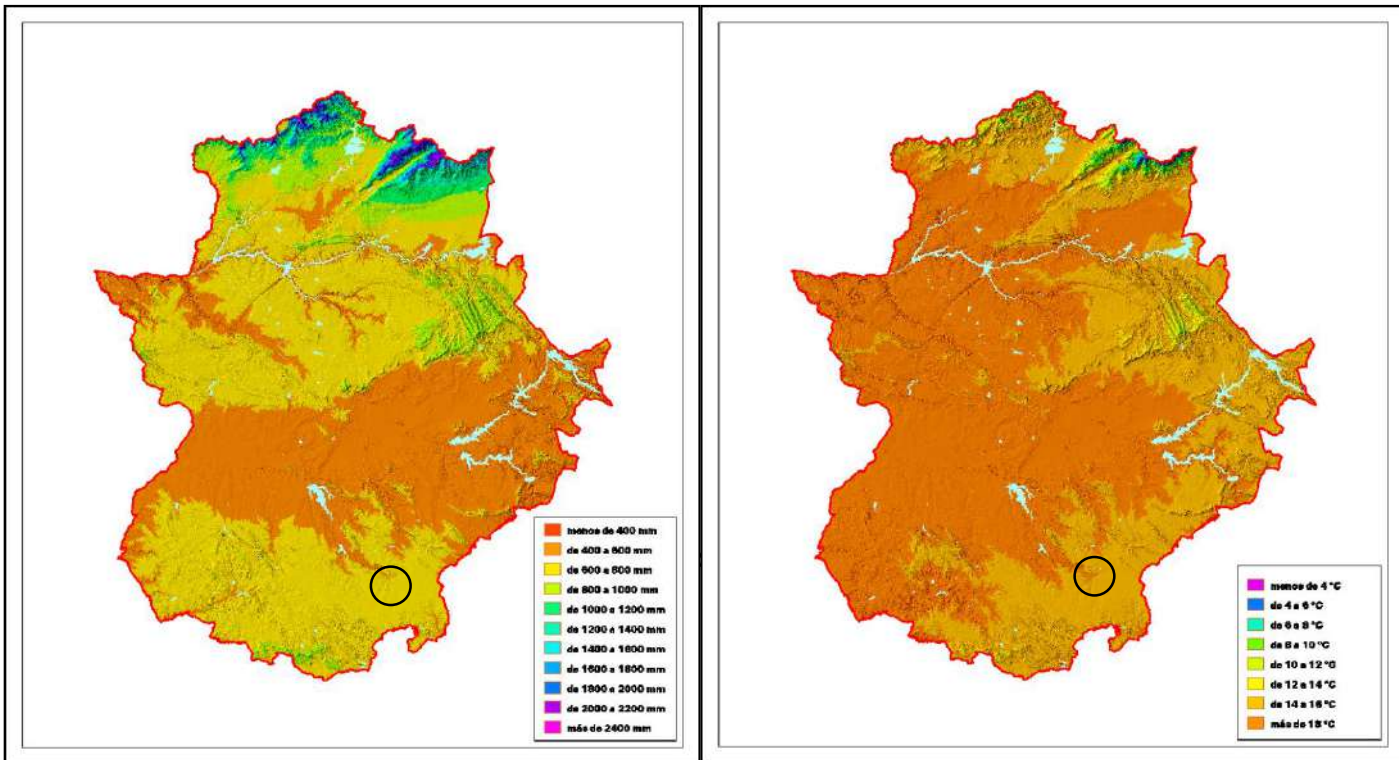 menos de 400 mm
de 400 a 600 mm
de 600 a 800 mm
de 800 a 1000 mm
de 1000 a 1200 mm
de 1200 a 1400 mm
de 1400 a 1600 mm
de 1600 a 1800 mm
de 1800 a 2000 mm
de 2000 a 2200 mm
más de 2400 mm
menos de 4 °C
de 4 a 6 °C
de 6 a 8 °C
de 8 a 10 °C
de 10 a 12 °C
de 12 a 14 °C
de 14 a 16 °C
más de 16 °C